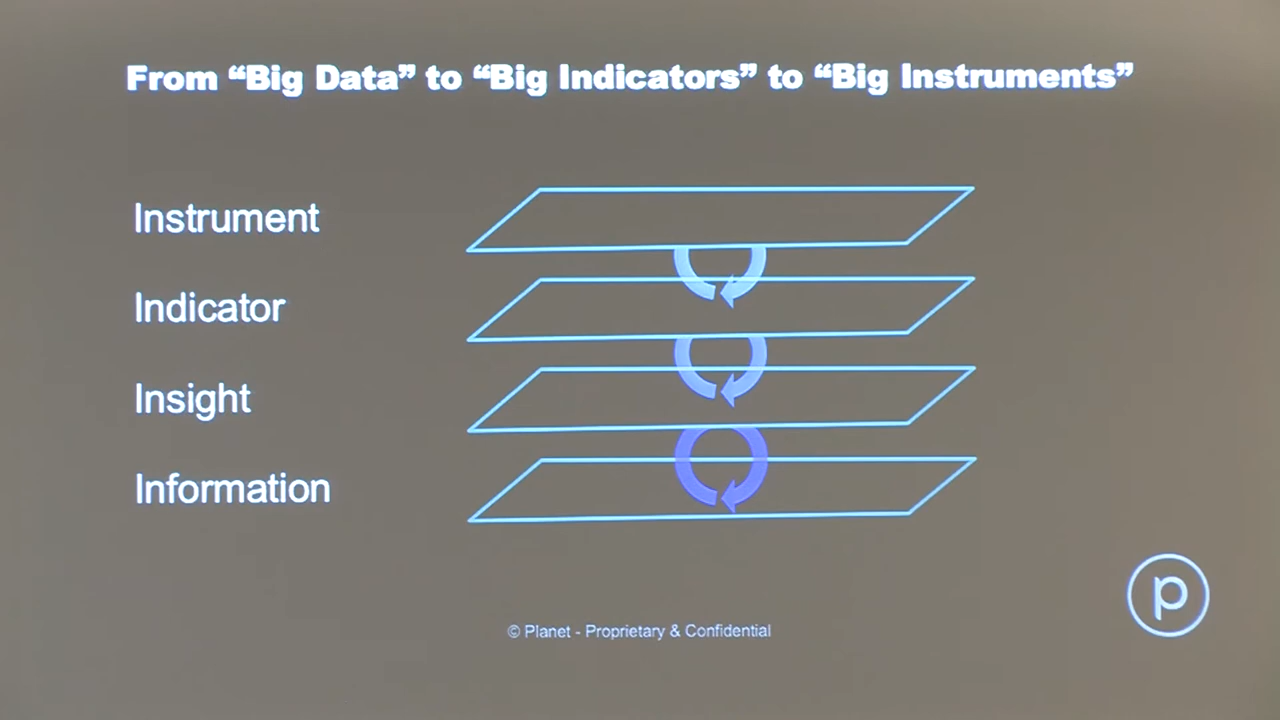 From “Big Data” to “Big Indicators” to “Big Instruments”
Instrument
Indicator
Insight
Information
p
© Planet - Proprietary & Confidential